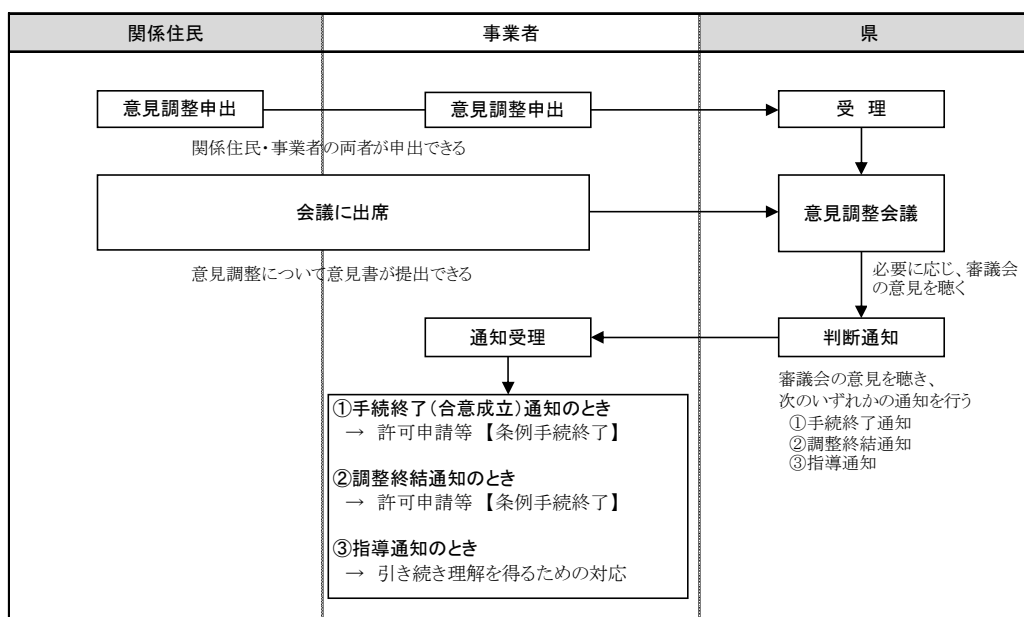 関係住民
事業者
県
意見調整申出
意見調整申出
受 理
関係住民・事業者の両者が申出できる
会議に出席
意見調整会議
意見調整について意見書が提出できる
必要に応じ、審議会
の意見を聴く
通知受理
判断通知
審議会の意見を聴き、
次のいずれかの通知を行う
①手続終了通知
②調整終結通知
③指導通知
①手続終了(合意成立)通知のとき
→ 許可申請等 【条例手続終了】
②調整終結通知のとき
→ 許可申請等 【条例手続終了】
③指導通知のとき
→ 引き続き理解を得るための対応